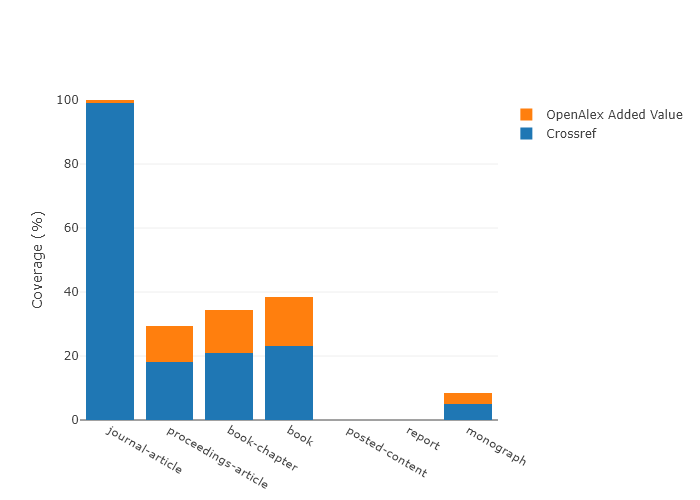 100
80
60
40
20
0
Coverage (%)
OpenAlex Added Value
Crossref
journal-article
proceedings-article
book-chapter
book
posted-content
report
monograph